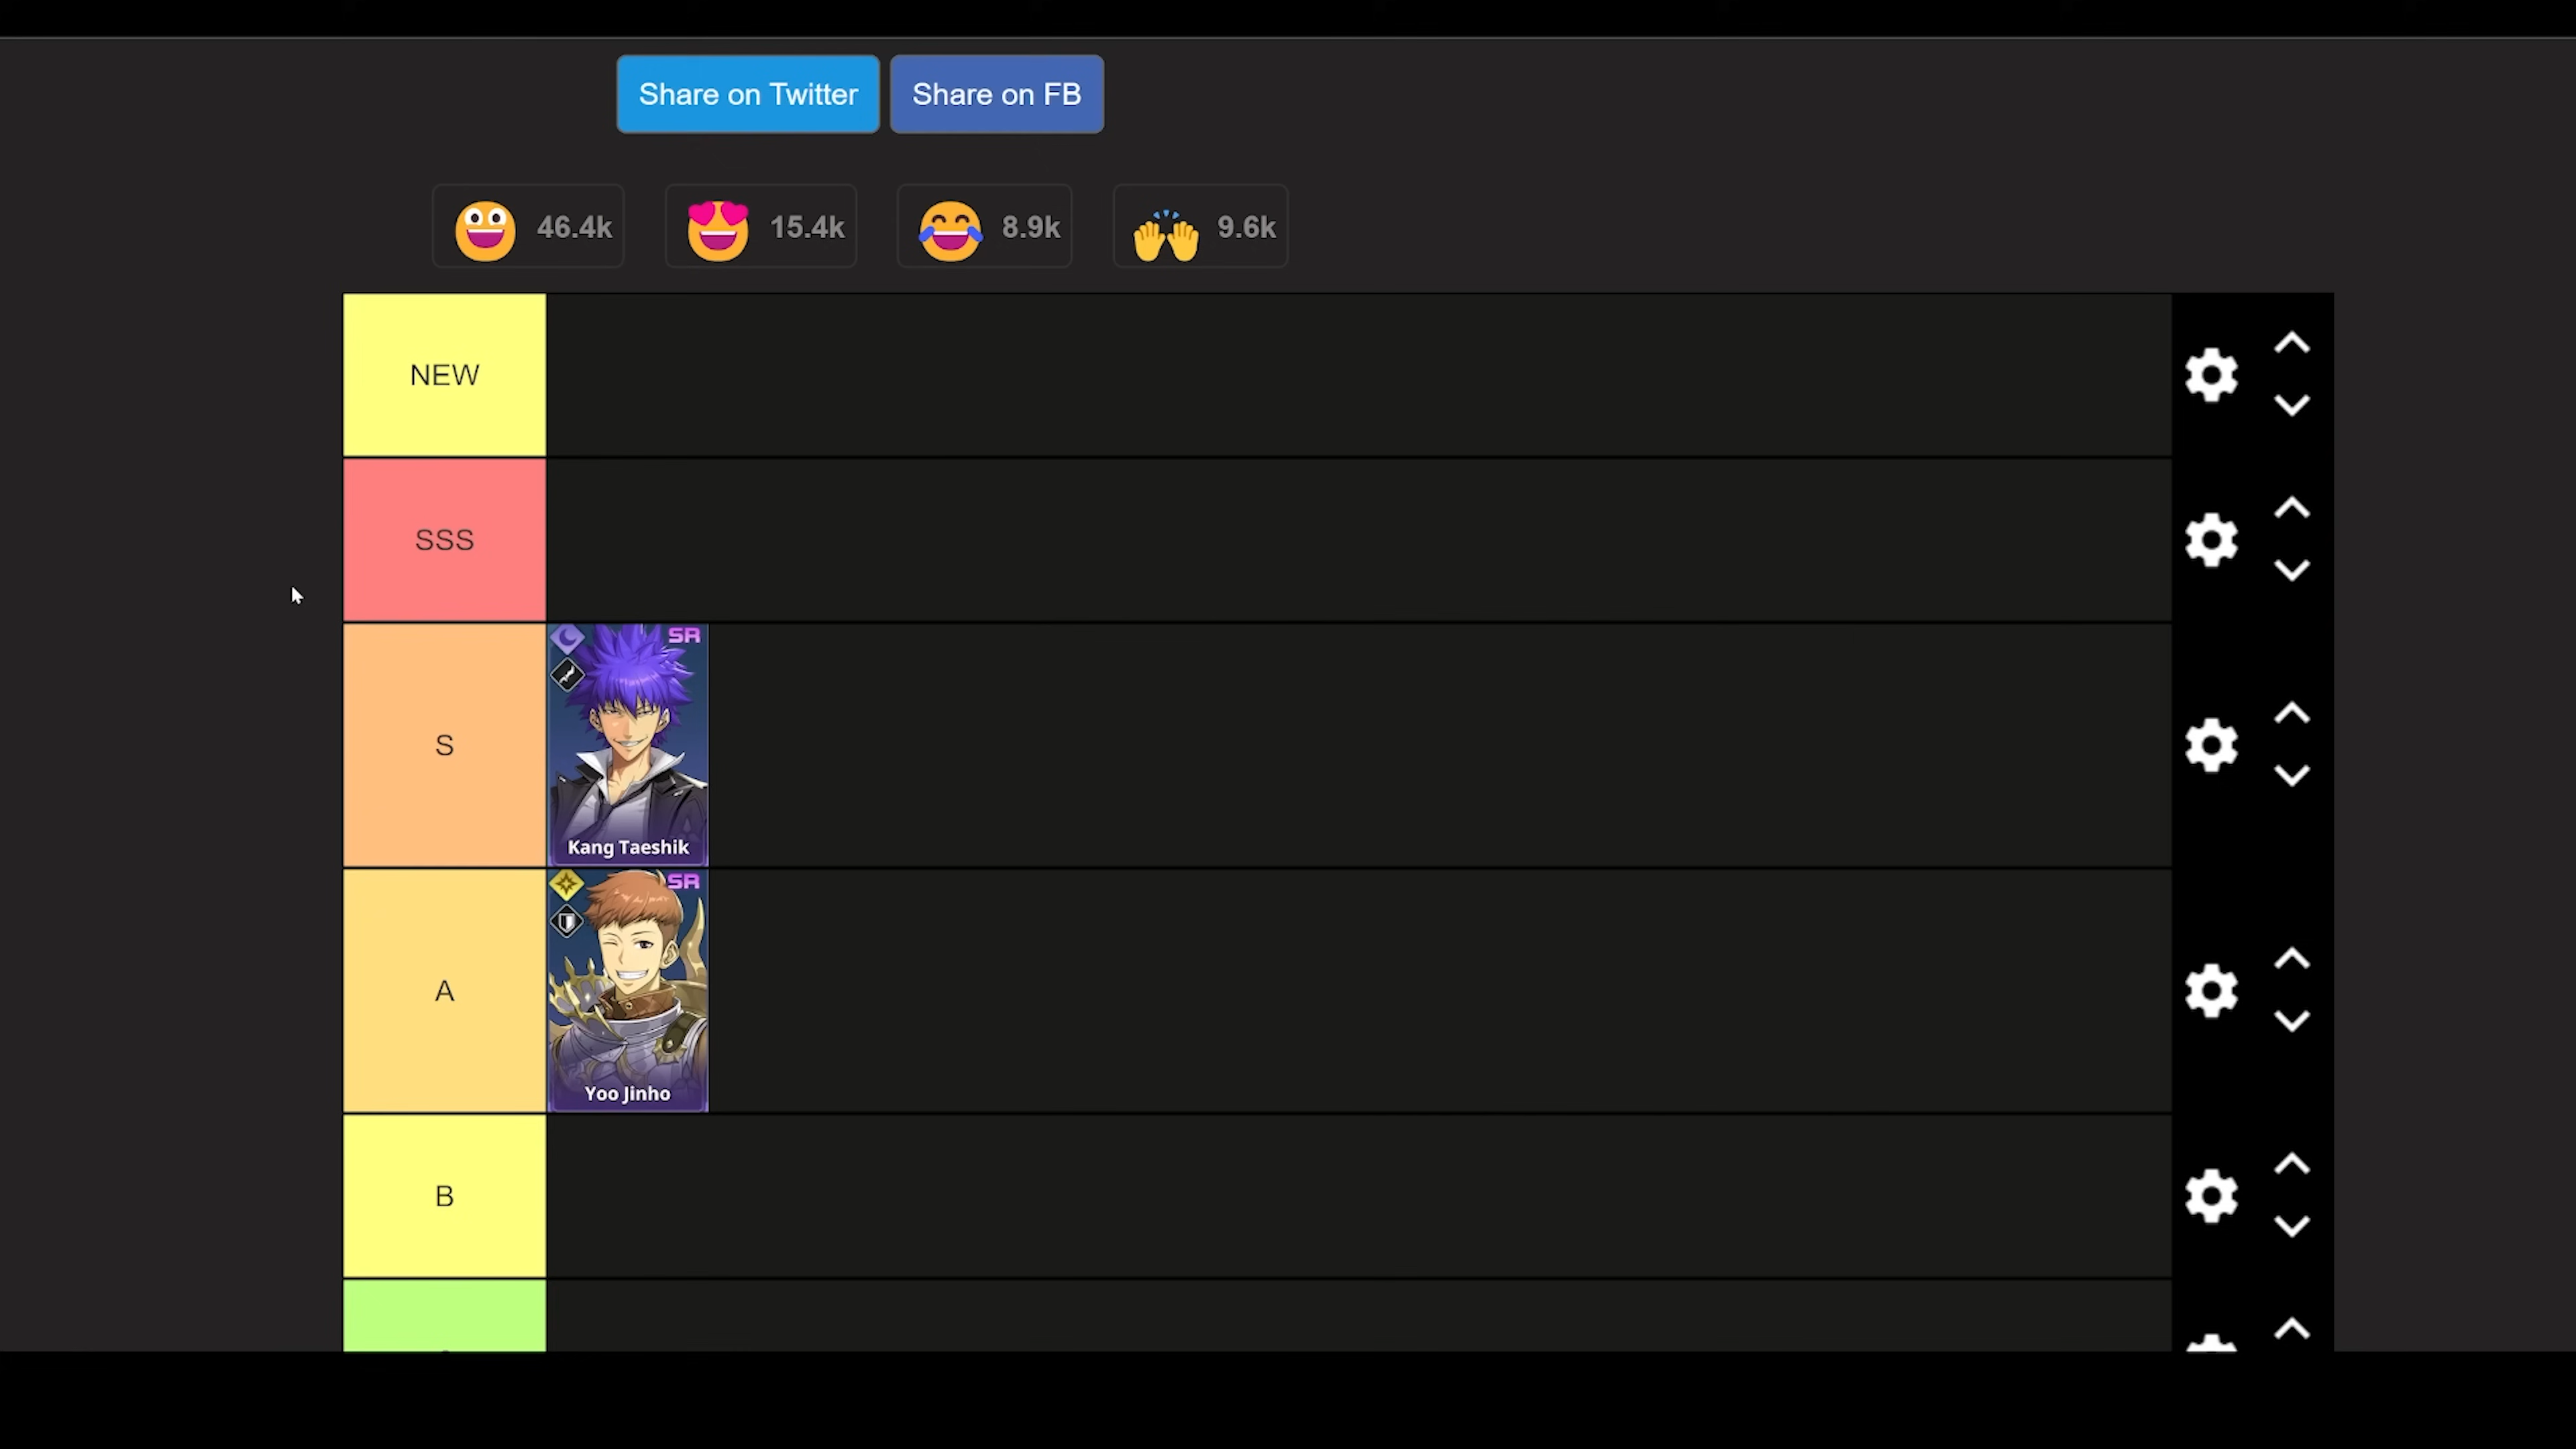 Share on Twitter Share on FB
46.4k 15.4k 8.9k 9.6k
NEW
SSS
S
SR
Kang Taeshik
A
SR
Yoo Jinho
B